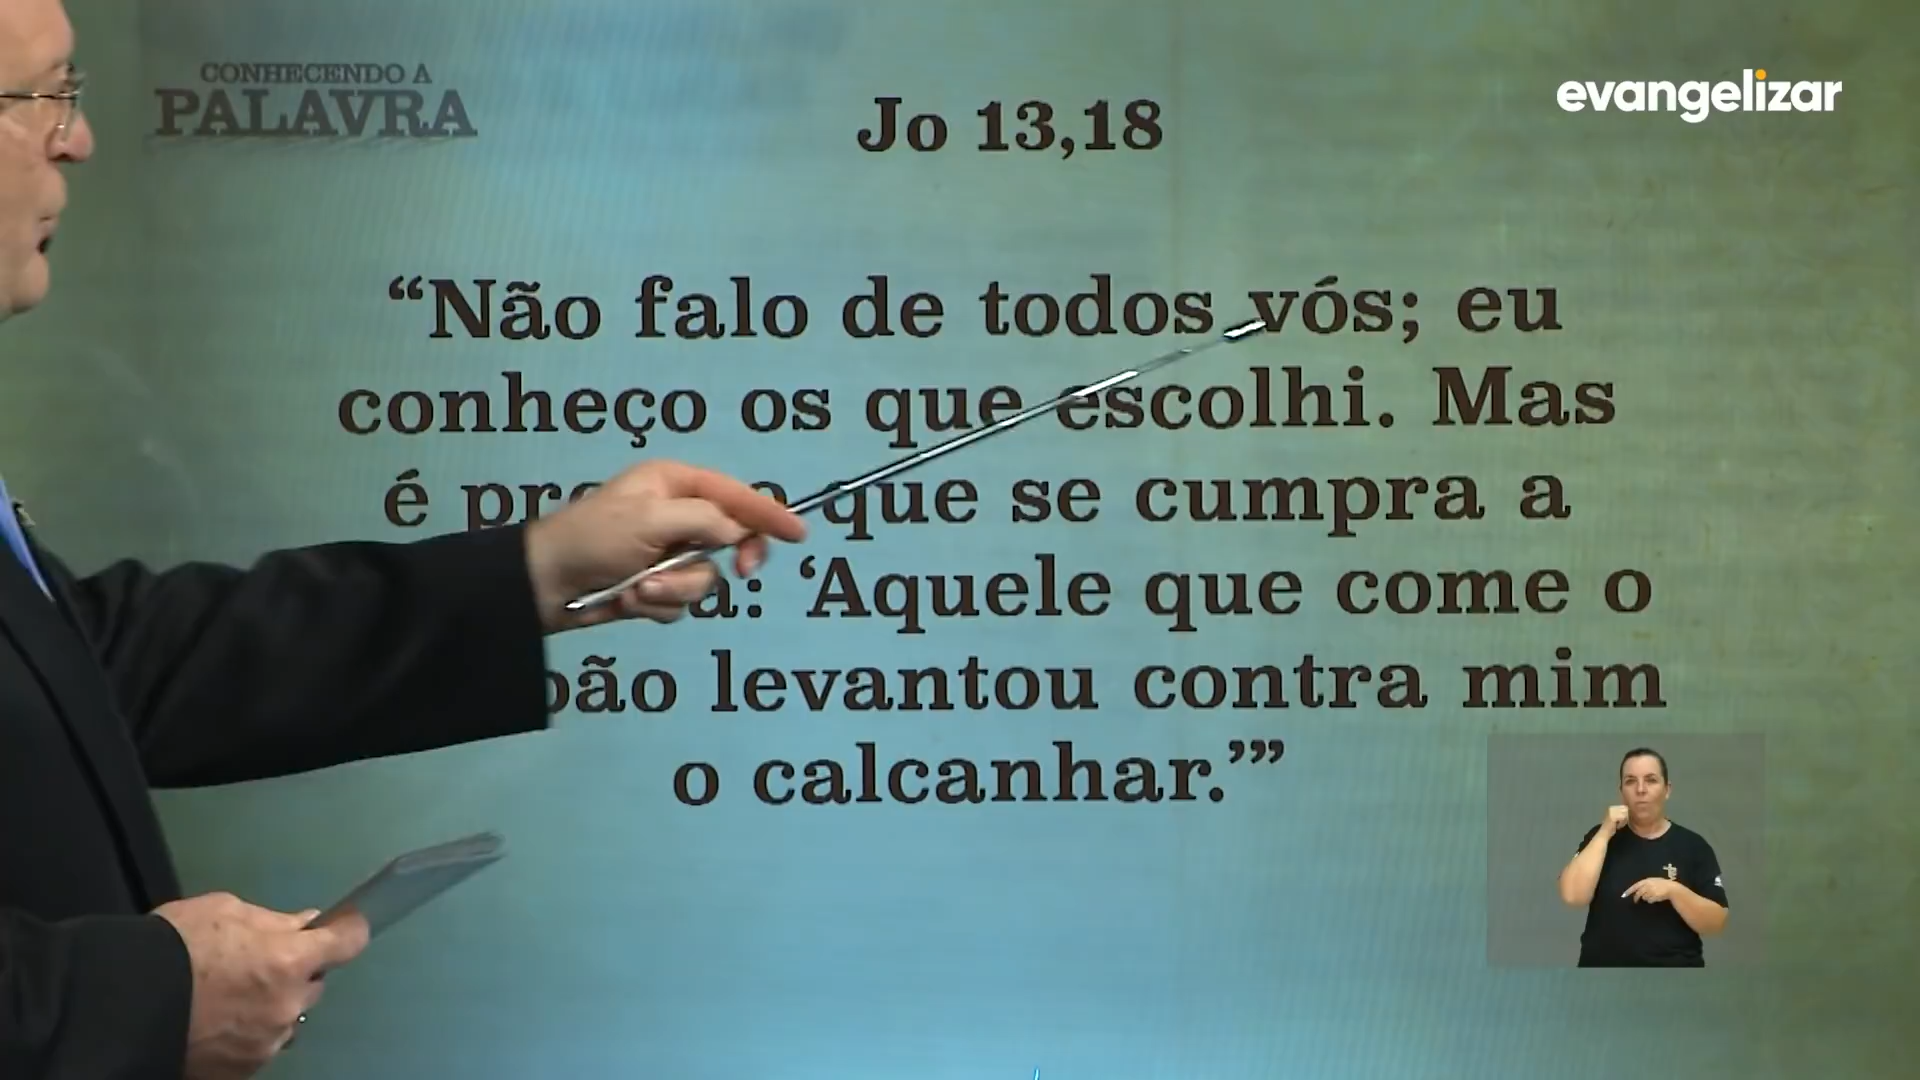 CONHECENDO A
PALAVRA
evangelizar
Jo 13,18
“Não falo de todos vós; eu
conheço os que escolhi. Mas
é que se cumpra a
‘Aquele que come o
levantou contra mim
o calcanhar.’”